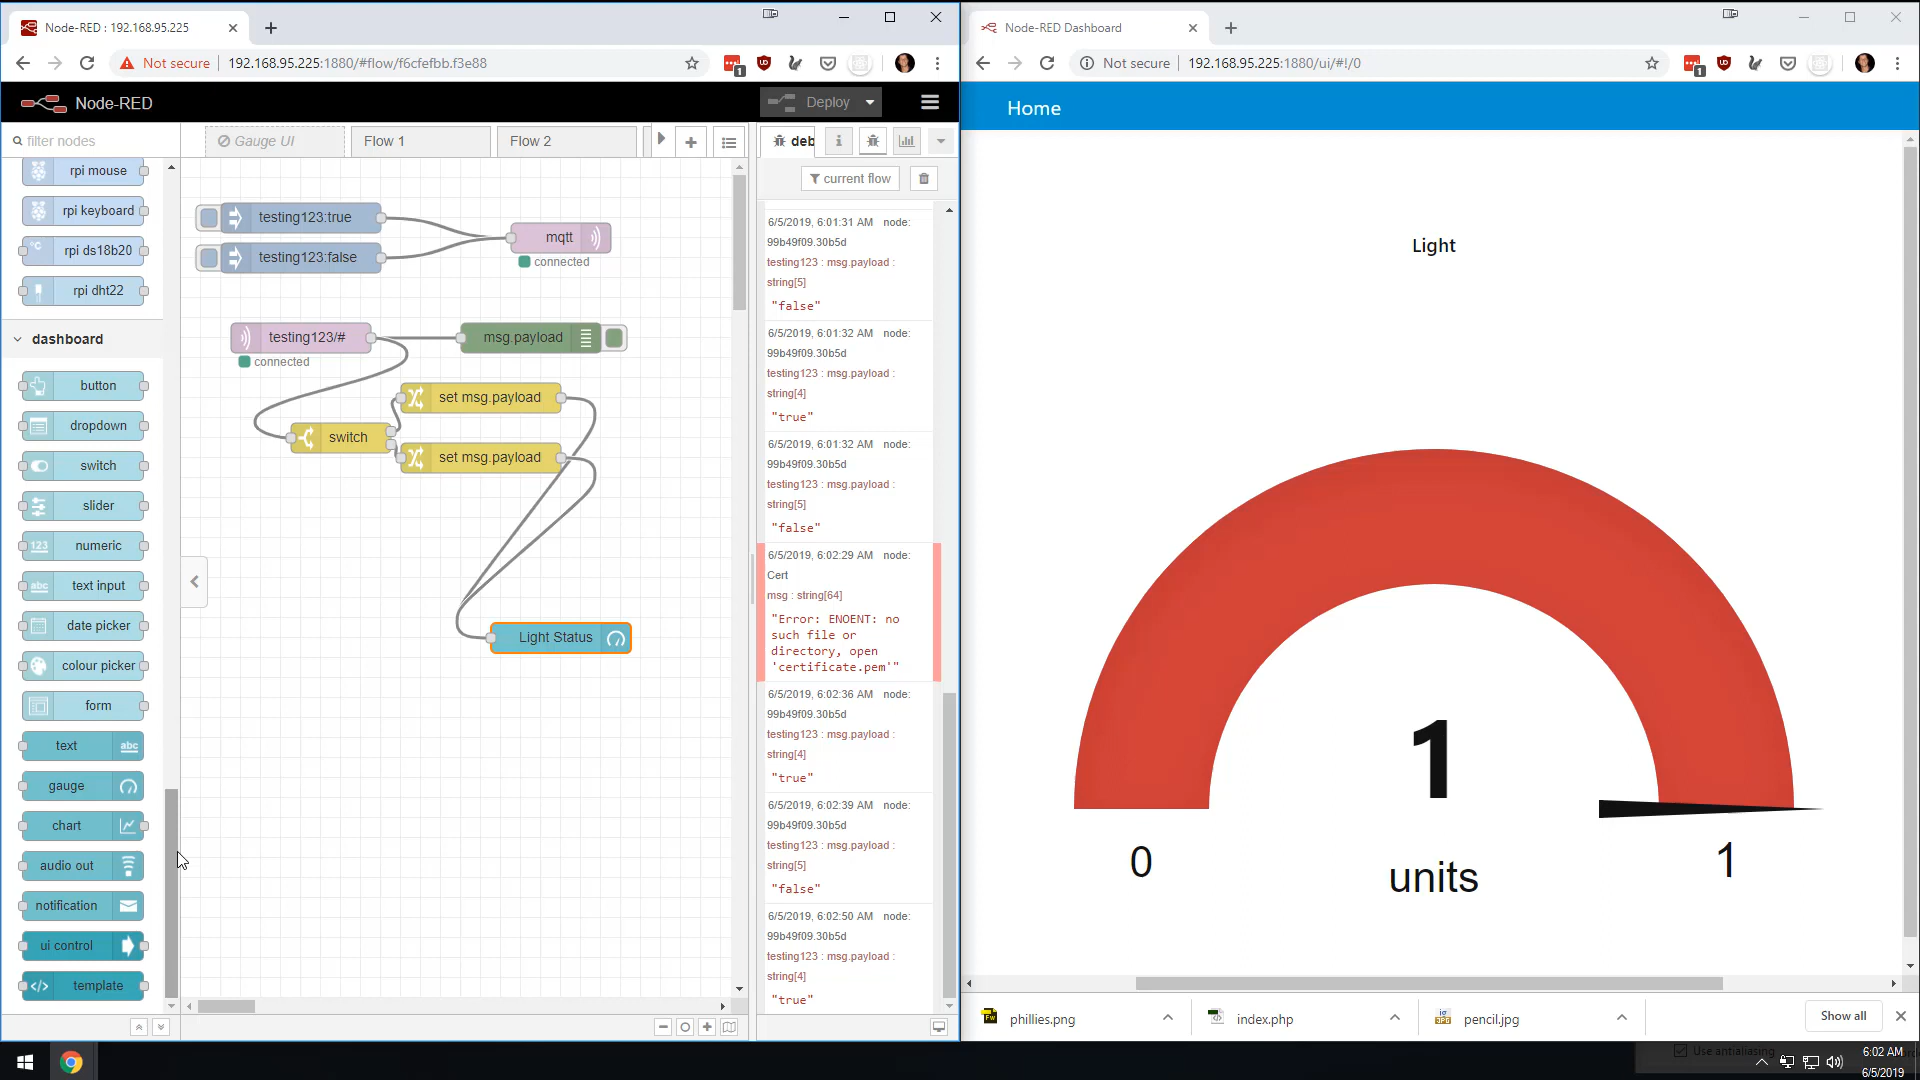 Node-RED : 192.168.95.225
Not secure
192.168.95.225:1880/#flow/f6cfefbb.f3e88
1
Node-RED
Deploy
filter nodes
Gauge UI
Flow 1
Flow 2
deb
current flow
rpi mouse
rpi keyboard
rpi ds18b20
rpi dht22
dashboard
button
dropdown
switch
slider
123
numeric
abc
text input
date picker
colour picker
form
text
abc
gauge
chart
audio out
notification
ui control
template
testing123:true
testing123:false
mqtt
connected
testing123/#
connected
msg.payload
set msg.payload
switch
set msg.payload
Light Status
6/5/2019, 6:01:31 AM node:
99b49f09.30b5d
testing123 : msg.payload :
string[5]
"false"
6/5/2019, 6:01:32 AM node:
99b49f09.30b5d
testing123 : msg.payload :
string[4]
"true"
6/5/2019, 6:01:32 AM node:
99b49f09.30b5d
testing123 : msg.payload :
string[5]
"false"
6/5/2019, 6:02:29 AM node:
Cert
msg : string[64]
"Error: ENOENT: no
such file or
directory, open
'certificate.pem'"
6/5/2019, 6:02:36 AM node:
99b49f09.30b5d
testing123 : msg.payload :
string[4]
"true"
6/5/2019, 6:02:39 AM node:
99b49f09.30b5d
testing123 : msg.payload :
string[5]
"false"
6/5/2019, 6:02:50 AM node:
99b49f09.30b5d
testing123 : msg.payload :
string[4]
"true"
Node-RED Dashboard
Not secure
192.168.95.225:1880/ui/#!/0
1
Home
Light
1
0
units
1
phillies.png
index.php
pencil.jpg
Show all
Use antialiasing
6:02 AM
6/5/2019